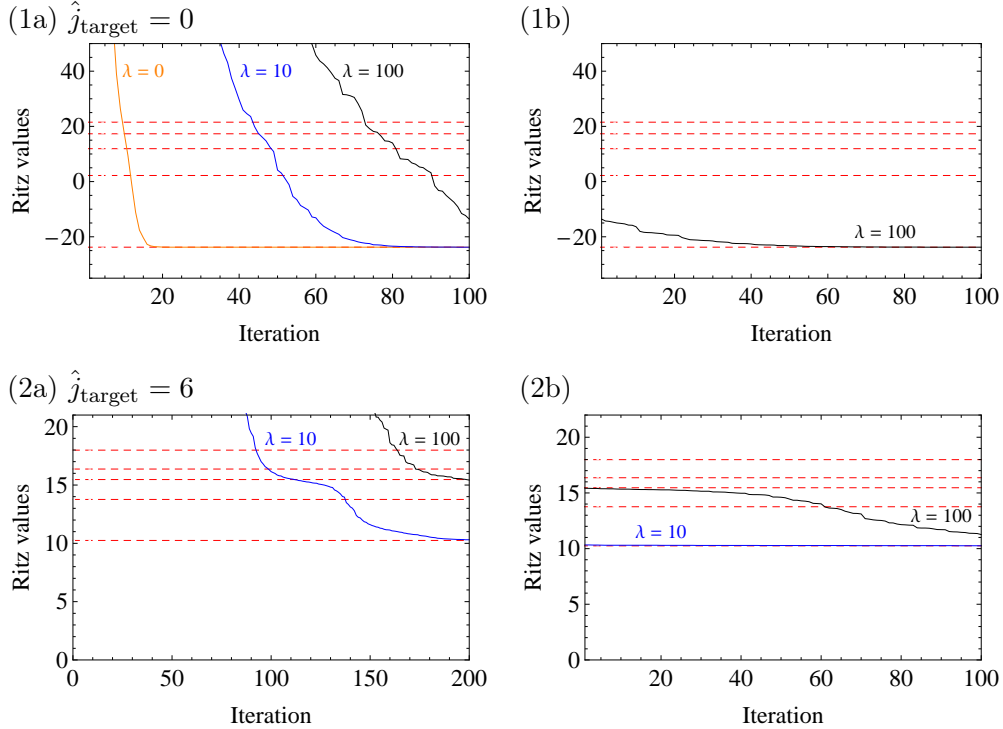 (1a) ĵtarget = 0
(1b)
40
20
0
−20
Ritz values
λ = 0
λ = 10
λ = 100
20 40 60 80 100
Iteration
40
20
0
−20
Ritz values
λ = 100
20 40 60 80 100
Iteration
(2a) ĵtarget = 6
(2b)
20
15
10
5
0
Ritz values
λ = 10
λ = 100
0 50 100 150 200
Iteration
20
15
10
5
0
Ritz values
λ = 10
λ = 100
20 40 60 80 100
Iteration